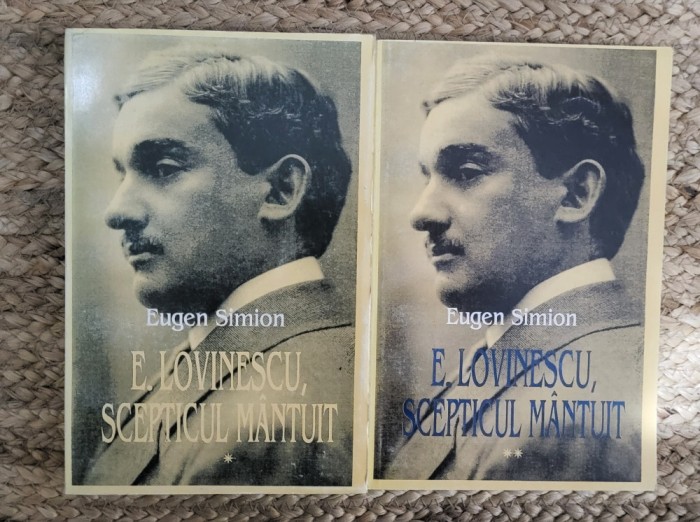 Eugen Simion
E. LOVINESCU,
SCEPTICUL MÂNTUIT
*
Eugen Simion
E. LOVINESCU,
SCEPTICUL MÂNTUIT
**